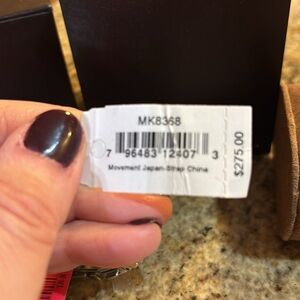 MK8368
7 96483 12407 3
Movement Japan-Strap China
$275.00